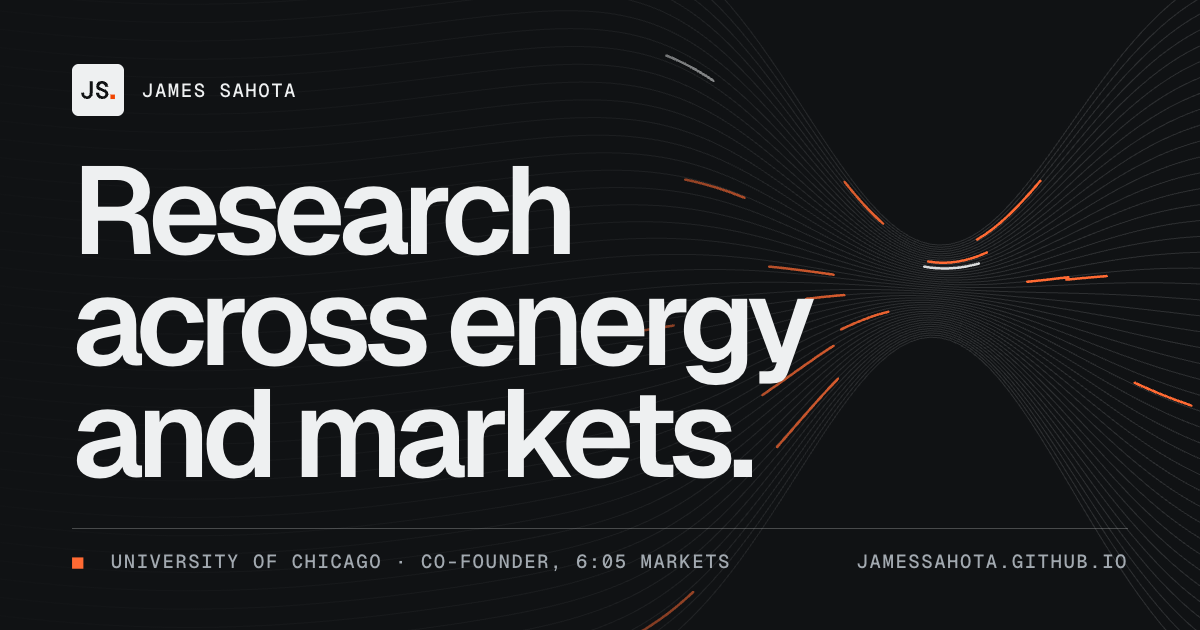 JS.
JAMES SAHOTA
Research
across energy
and markets.
UNIVERSITY OF CHICAGO · CO-FOUNDER, 6:05 MARKETS
JAMESSAHOTA.GITHUB.IO